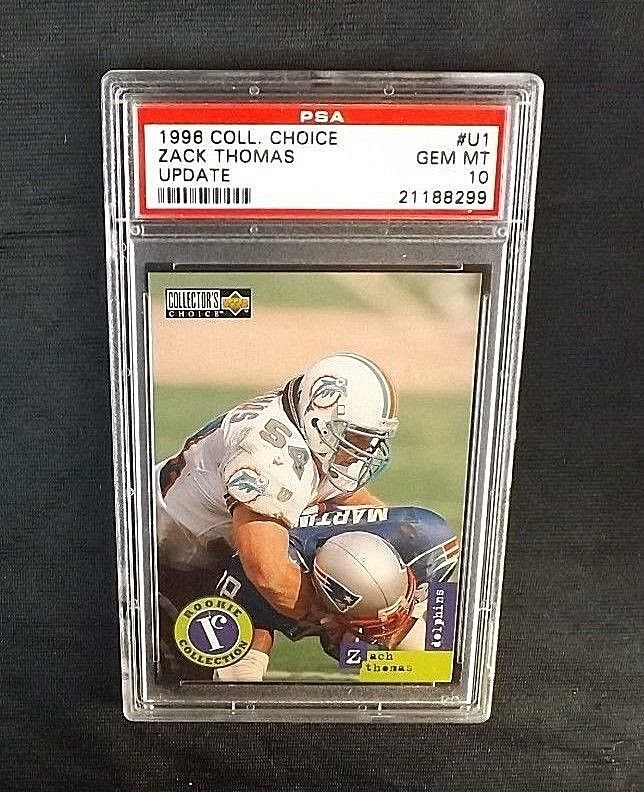 PSA
1996 COLL. CHOICE #U1
ZACK THOMAS GEM MT
UPDATE 10
21188299
COLLECTOR'S
CHOICE
54
MARTIN
ROOKIE
rc
COLLECTION
dolphins
Zach
thomas